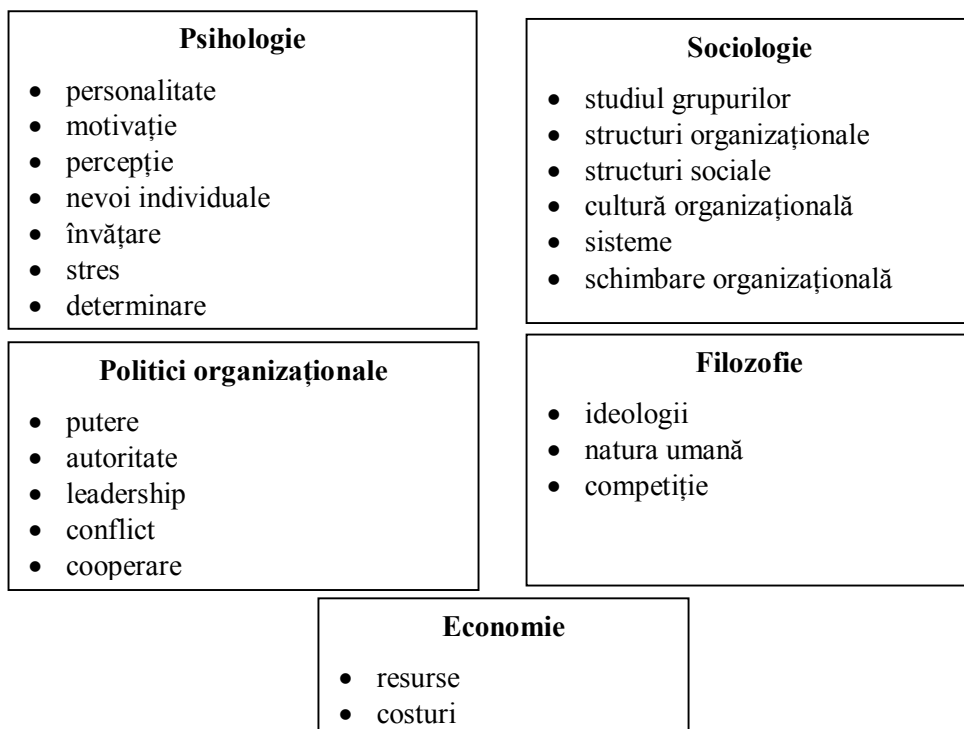 Psihologie
• personalitate
• motivație
• percepție
• nevoi individuale
• învățare
• stres
• determinare
Sociologie
• studiul grupurilor
• structuri organizaționale
• structuri sociale
• cultură organizațională
• sisteme
• schimbare organizațională
Politici organizaționale
• putere
• autoritate
• leadership
• conflict
• cooperare
Filozofie
• ideologii
• natura umană
• competiție
Economie
• resurse
• costuri